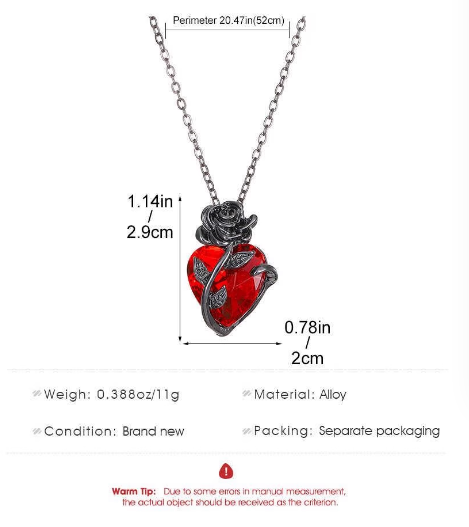 Perimeter 20.47in(52cm)
1.14in
/
2.9cm
0.78in
/
2cm
Weigh: 0.388oz/11g
Material: Alloy
Condition: Brand new
Packing: Separate packaging
!
Warm Tip: Due to some errors in manual measurement,
the actual object should be received as the criterion.